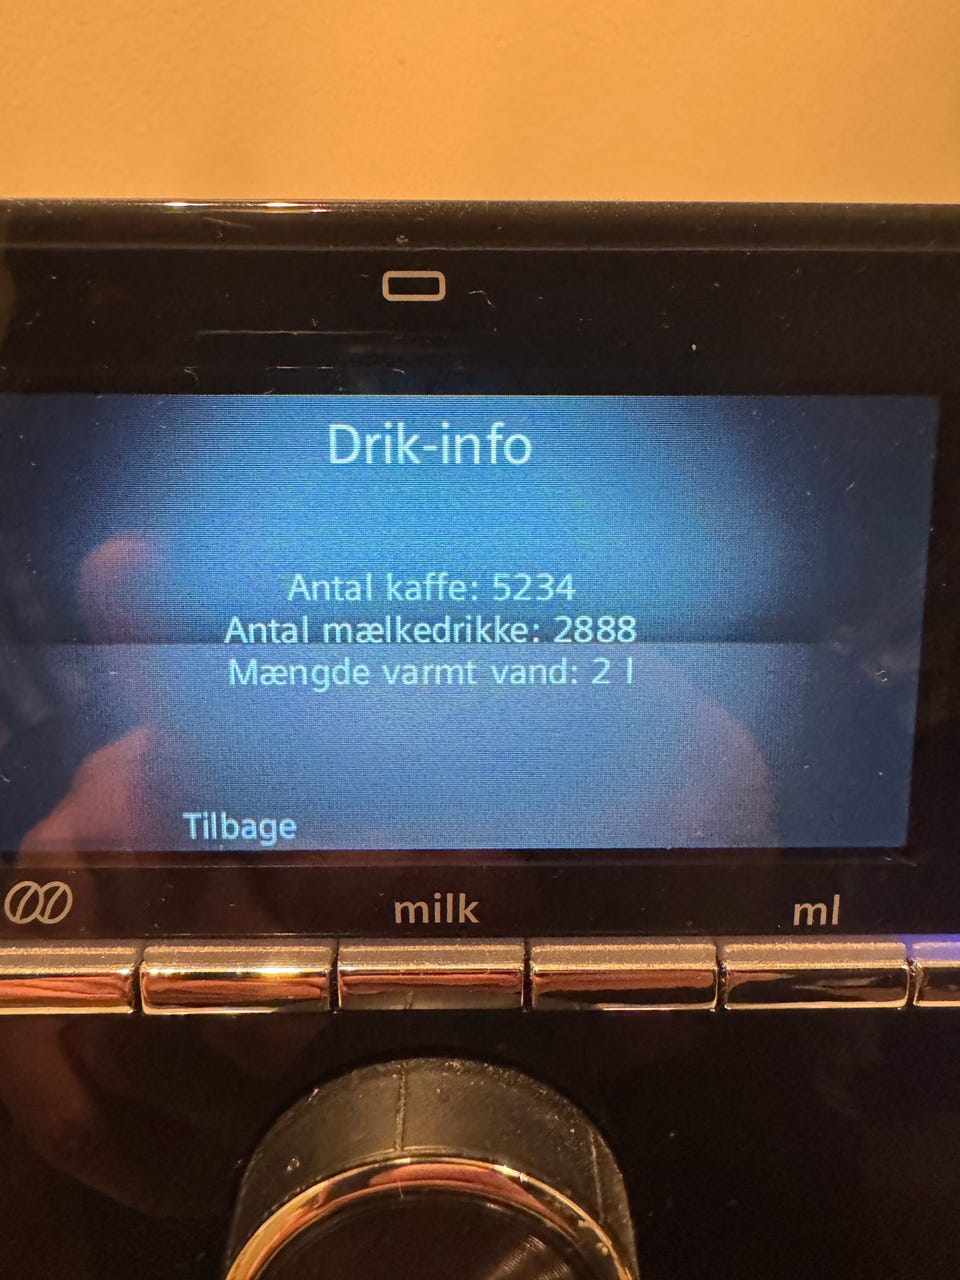 Drik-info
Antal kaffe: 5234
Antal mælkedrikke: 2888
Mængde varmt vand: 2 l
Tilbage
milk
ml